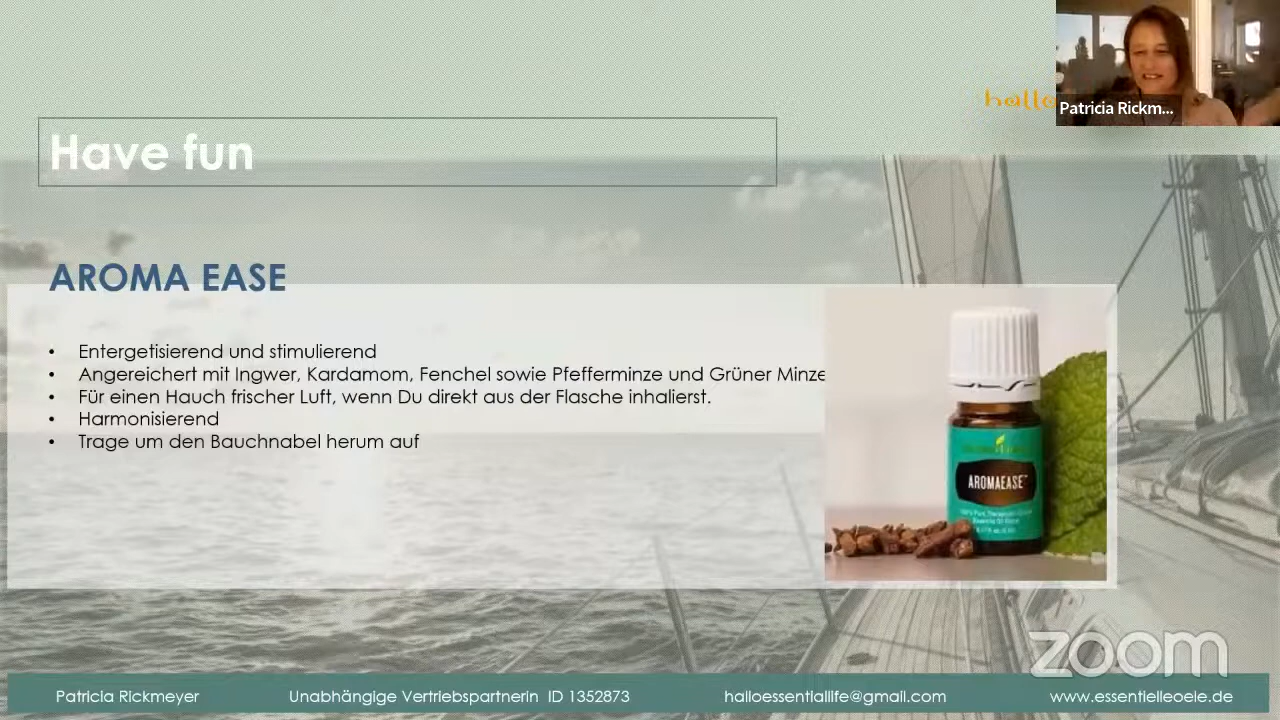 hallo
Patricia Rickm...
Have fun
AROMA EASE
• Entergetisierend und stimulierend
• Angereichert mit Ingwer, Kardamom, Fenchel sowie Pfefferminze und Grüner Minze
• Für einen Hauch frischer Luft, wenn Du direkt aus der Flasche inhalierst.
• Harmonisierend
• Trage um den Bauchnabel herum auf
AROMAEASE™
zoom
Patricia Rickmeyer Unabhängige Vertriebspartnerin ID 1352873 halloessentiallife@gmail.com www.essentielleoele.de